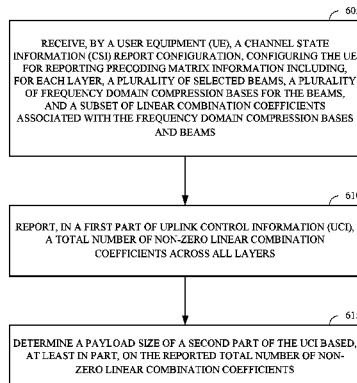 605
RECEIVE, BY A USER EQUIPMENT (UE), A CHANNEL STATE
INFORMATION (CSI) REPORT CONFIGURATION, CONFIGURING THE UE
FOR REPORTING PRECODING MATRIX INFORMATION INCLUDING,
FOR EACH LAYER, A PLURALITY OF SELECTED BEAMS, A PLURALITY
OF FREQUENCY DOMAIN COMPRESSION BASES FOR THE BEAMS,
AND A SUBSET OF LINEAR COMBINATION COEFFICIENTS
ASSOCIATED WITH THE FREQUENCY DOMAIN COMPRESSION BASES
AND BEAMS
610
REPORT, IN A FIRST PART OF UPLINK CONTROL INFORMATION (UCI),
A TOTAL NUMBER OF NON-ZERO LINEAR COMBINATION
COEFFICIENTS ACROSS ALL LAYERS
615
DETERMINE A PAYLOAD SIZE OF A SECOND PART OF THE UCI BASED,
AT LEAST IN PART, ON THE REPORTED TOTAL NUMBER OF NON-
ZERO LINEAR COMBINATION COEFFICIENTS